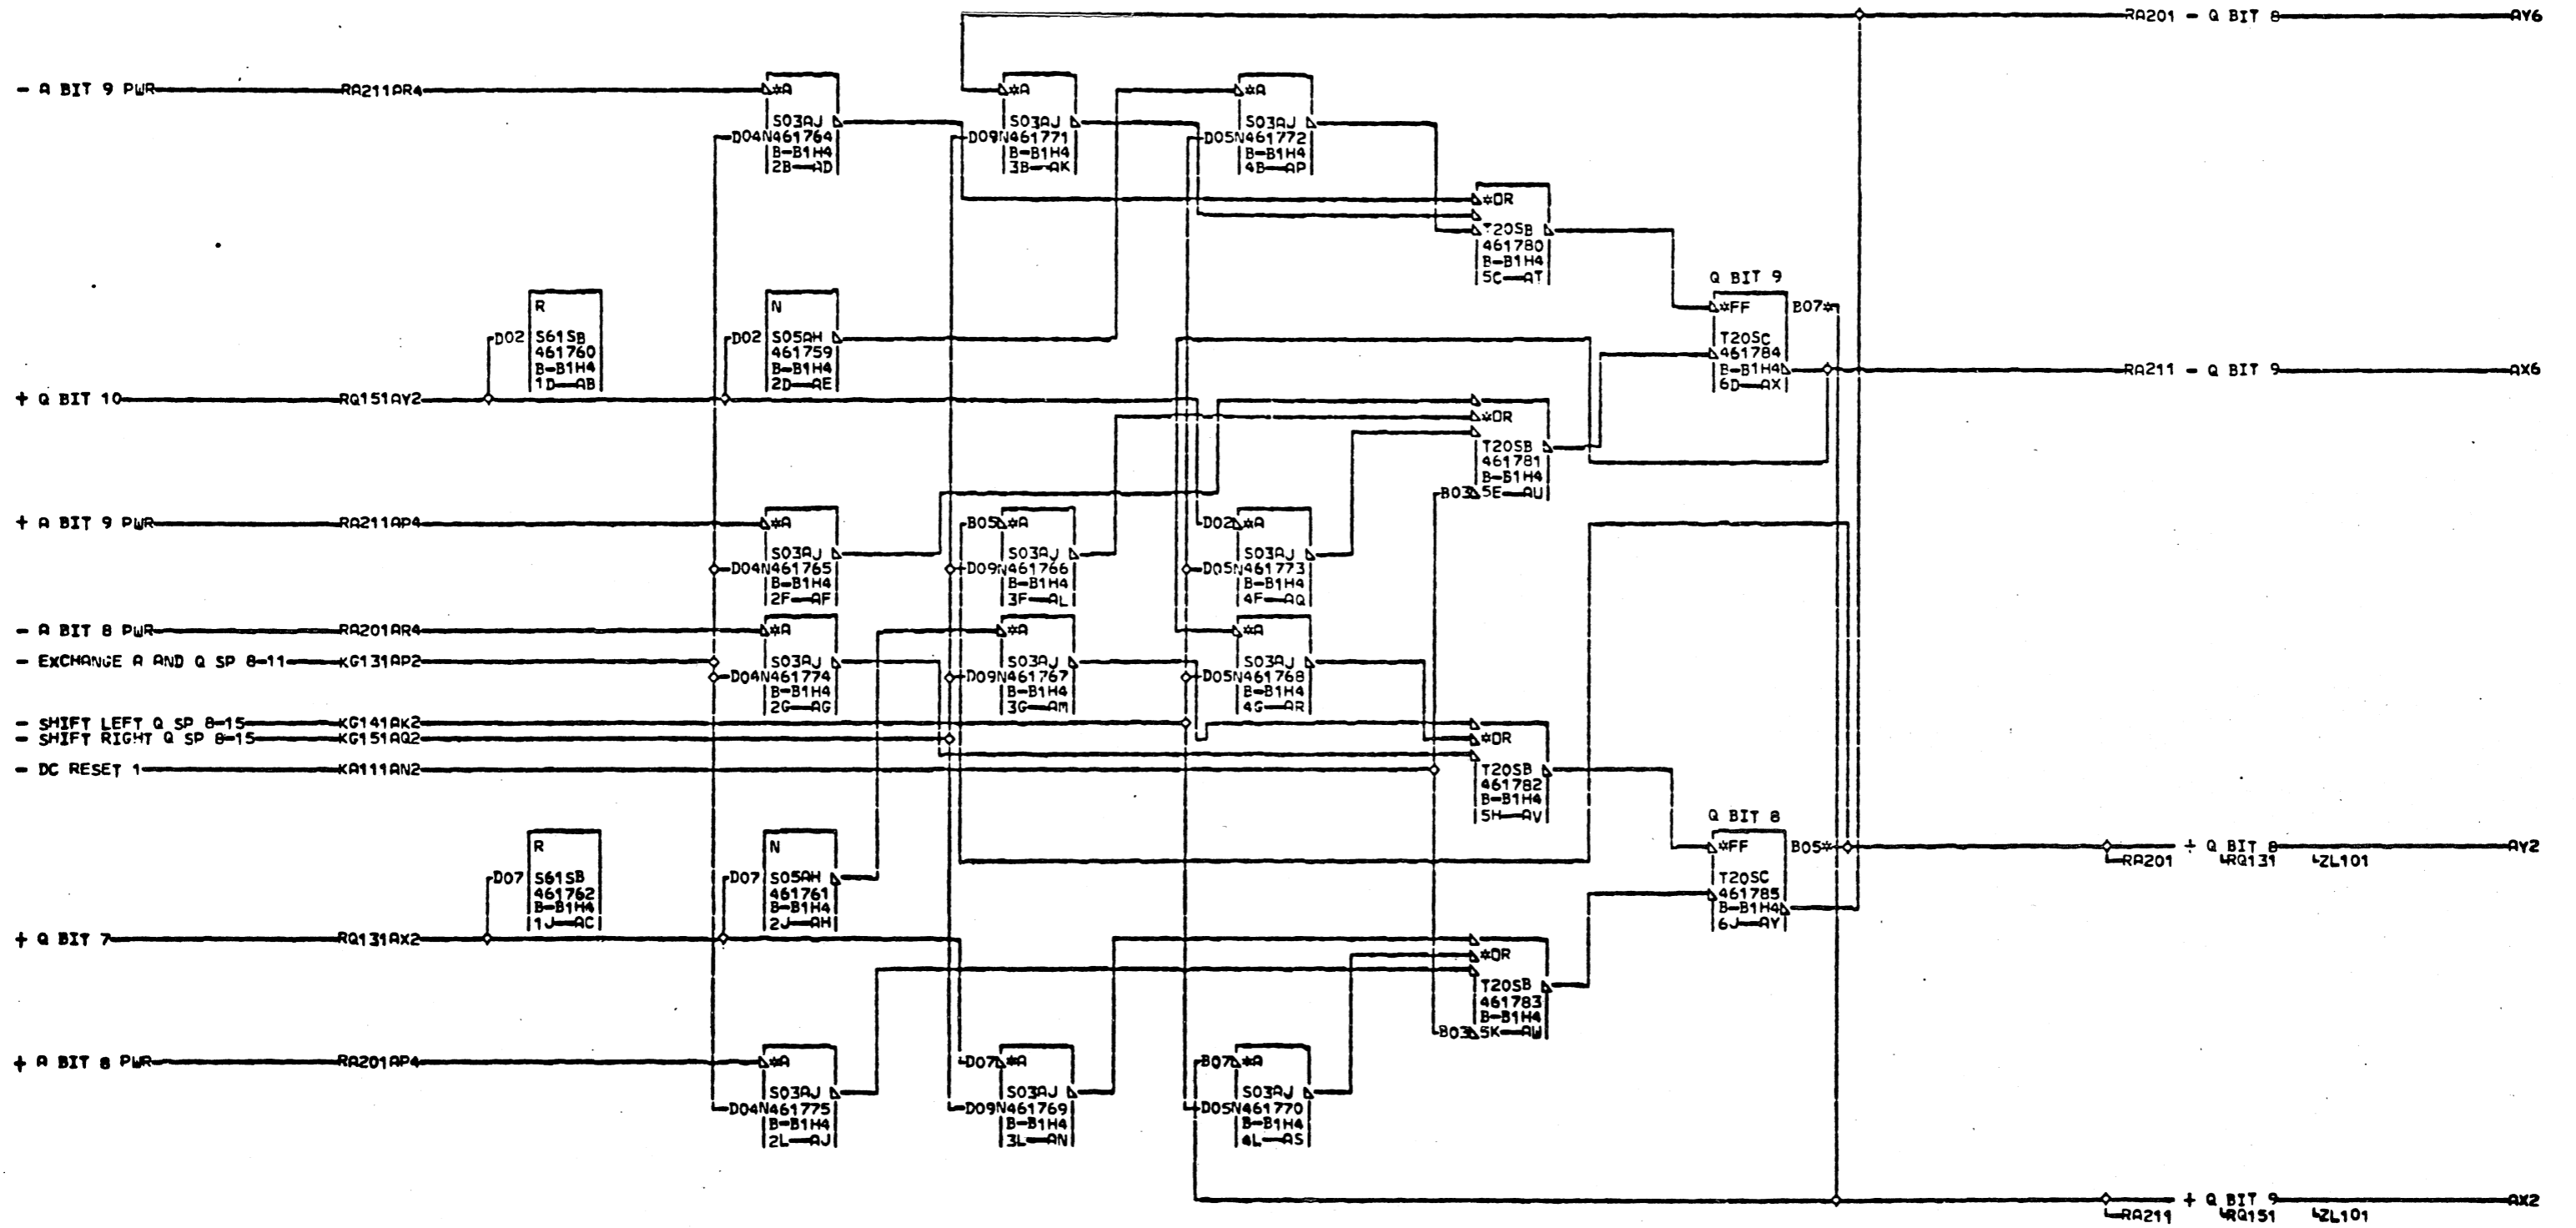 RA201 - Q BIT 8 AY6
- A BIT 9 PWR RA211AR4
*A
S03AJ
D04N461764
B-B1H4
2B-AD
*A
S03AJ
D09N461771
B-B1H4
3B-AK
*A
S03AJ
D05N461772
B-B1H4
4B-AP
*OR
T20SB
461780
B-B1H4
5C-AT
R
D02 S61SB
461760
B-B1H4
1D-AB
N
D02 S05AH
461759
B-B1H4
2D-AE
Q BIT 9
*FF B07*
T20SC
461784
B-B1H4
6D-AX
RA211 - Q BIT 9 AX6
+ Q BIT 10 RQ151AY2
*OR
T20SB
461781
B-B1H4
B03 5E-AU
+ A BIT 9 PWR RA211AP4
*A
S03AJ
D04N461765
B-B1H4
2F-AF
B05 *A
S03AJ
D09N461766
B-B1H4
3F-AL
D02 *A
S03AJ
D05N461773
B-B1H4
4F-AQ
- A BIT 8 PWR RA201AR4
- EXCHANGE A AND Q SP 8-11 KG131AP2
*A
S03AJ
D04N461774
B-B1H4
2G-AG
*A
S03AJ
D09N461767
B-B1H4
3G-AM
*A
S03AJ
D05N461768
B-B1H4
4G-AR
- SHIFT LEFT Q SP 8-15 KG141AK2
- SHIFT RIGHT Q SP 8-15 KG151AQ2
- DC RESET 1 KA111AN2
*OR
T20SB
461782
B-B1H4
5H-AV
R
D07 S61SB
461762
B-B1H4
1J-AC
N
D07 S05AH
461761
B-B1H4
2J-AH
Q BIT 8
*FF B05*
T20SC
461785
B-B1H4
6J-AY
+ Q BIT 8 AY2
RA201 RQ131 ZL101
+ Q BIT 7 RQ131AX2
*OR
T20SB
461783
B-B1H4
B03 5K-AW
+ A BIT 8 PWR RA201AP4
*A
S03AJ
D04N461775
B-B1H4
2L-AJ
D07 *A
S03AJ
D09N461769
B-B1H4
3L-AN
B07 *A
S03AJ
D05N461770
B-B1H4
4L-AS
+ Q BIT 9 AX2
RA211 RQ151 ZL101